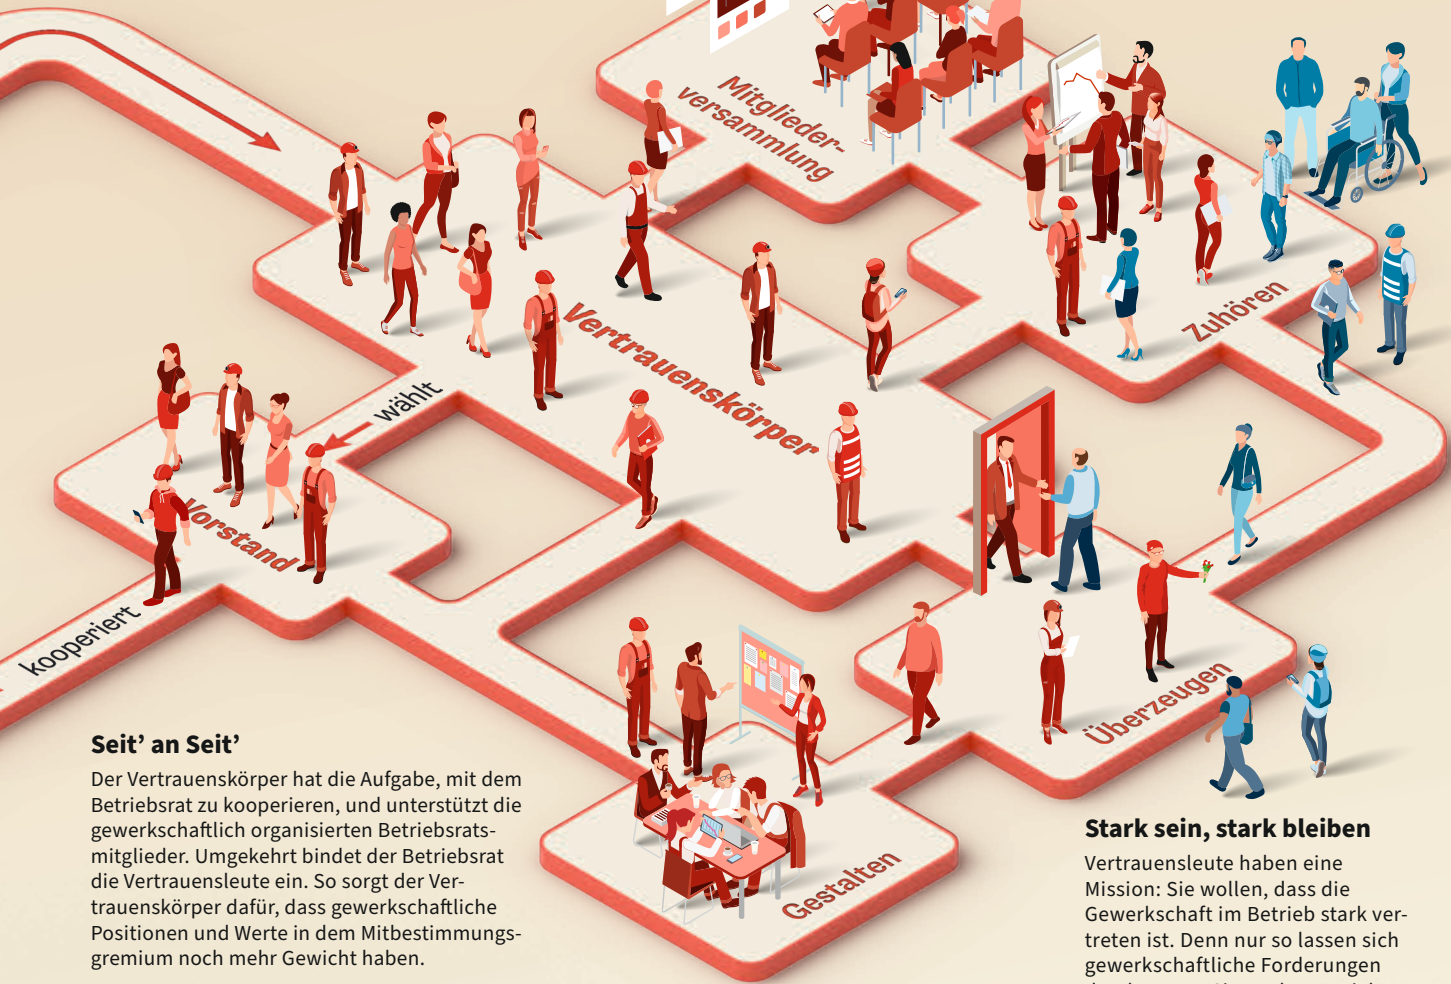 Mitglieder-
versammlung
Zuhören
Vertrauenskörper
wählt
Vorstand
kooperiert
Überzeugen
Gestalten
Seit’ an Seit’
Der Vertrauenskörper hat die Aufgabe, mit dem
Betriebsrat zu kooperieren, und unterstützt die
gewerkschaftlich organisierten Betriebsrats-
mitglieder. Umgekehrt bindet der Betriebsrat
die Vertrauensleute ein. So sorgt der Ver-
trauenskörper dafür, dass gewerkschaftliche
Positionen und Werte in dem Mitbestimmungs-
gremium noch mehr Gewicht haben.
Stark sein, stark bleiben
Vertrauensleute haben eine
Mission: Sie wollen, dass die
Gewerkschaft im Betrieb stark ver-
treten ist. Denn nur so lassen sich
gewerkschaftliche Forderungen